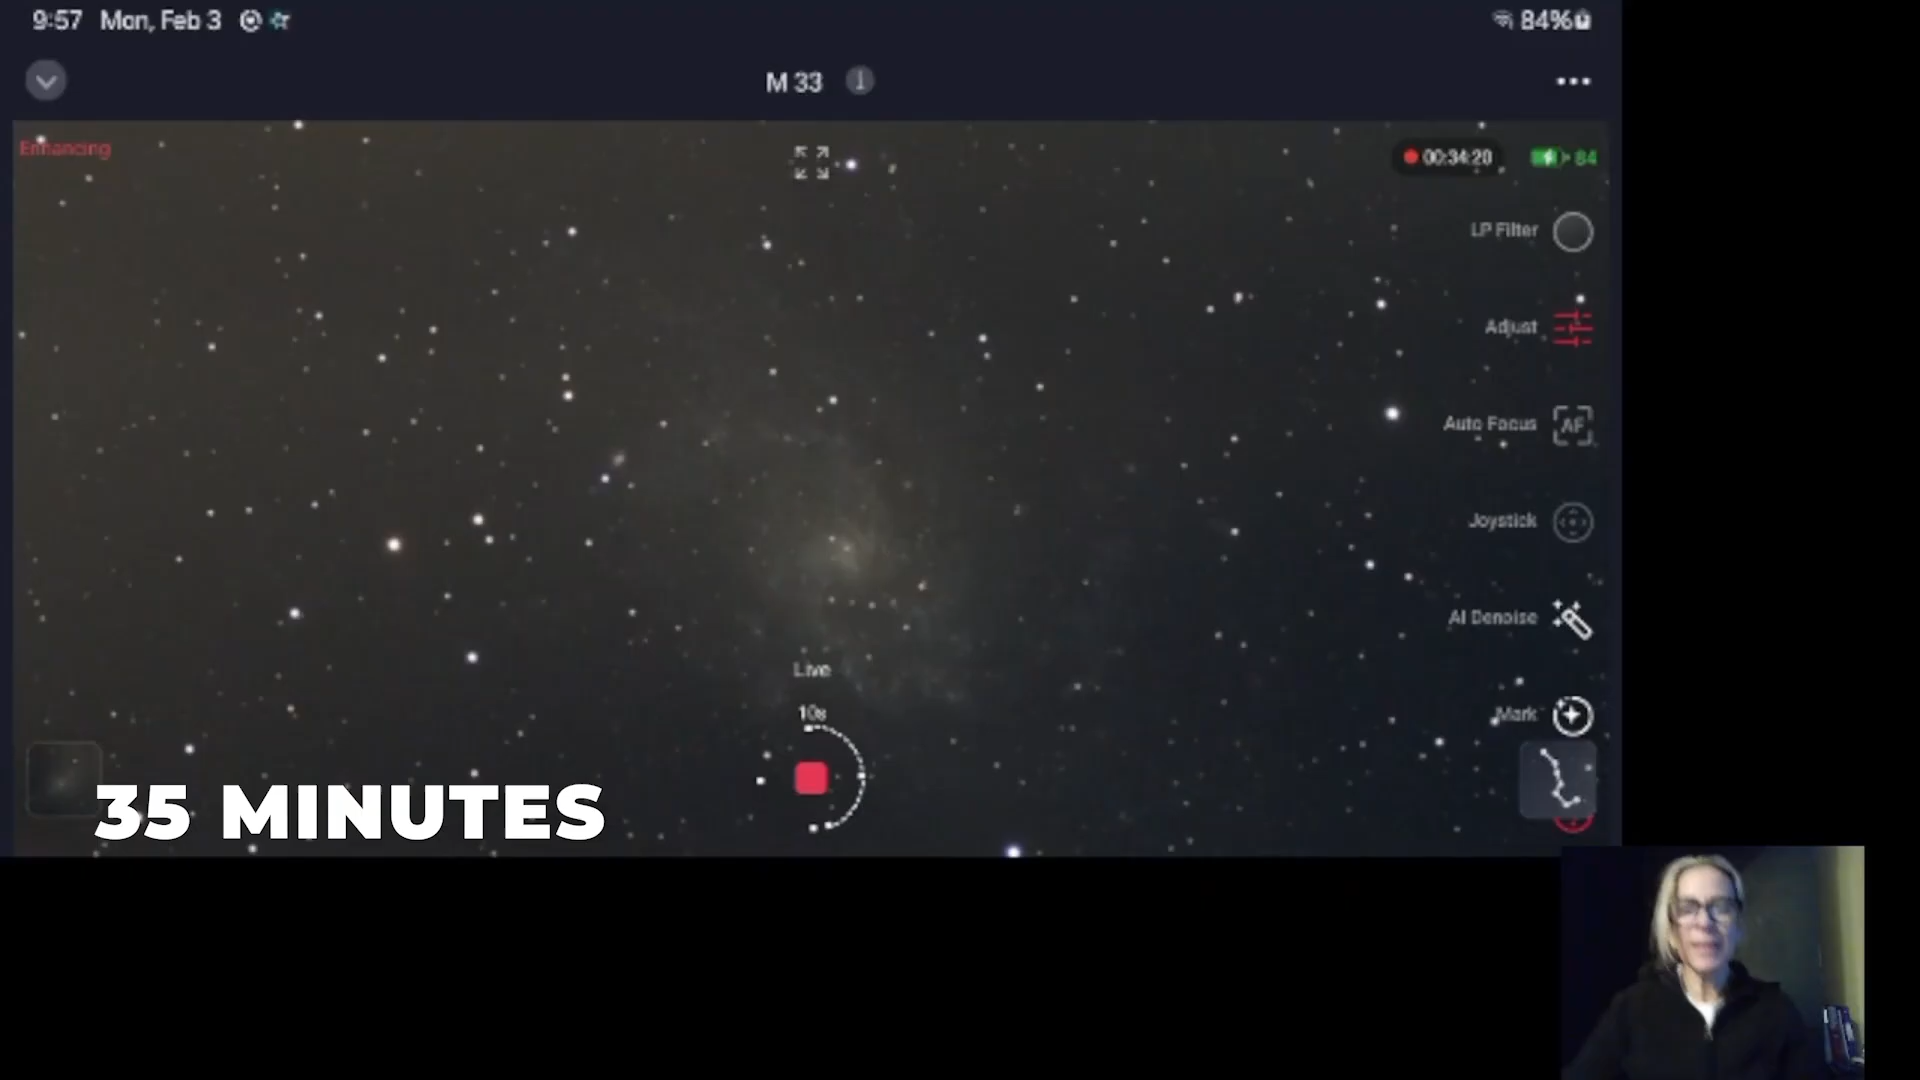 9:57 Mon, Feb 3
84%
M 33
Enhancing
00:34:20
84
LP Filter
Adjust
Auto Focus
AF
Joystick
AI Denoise
Live
10s
Mark
35 MINUTES